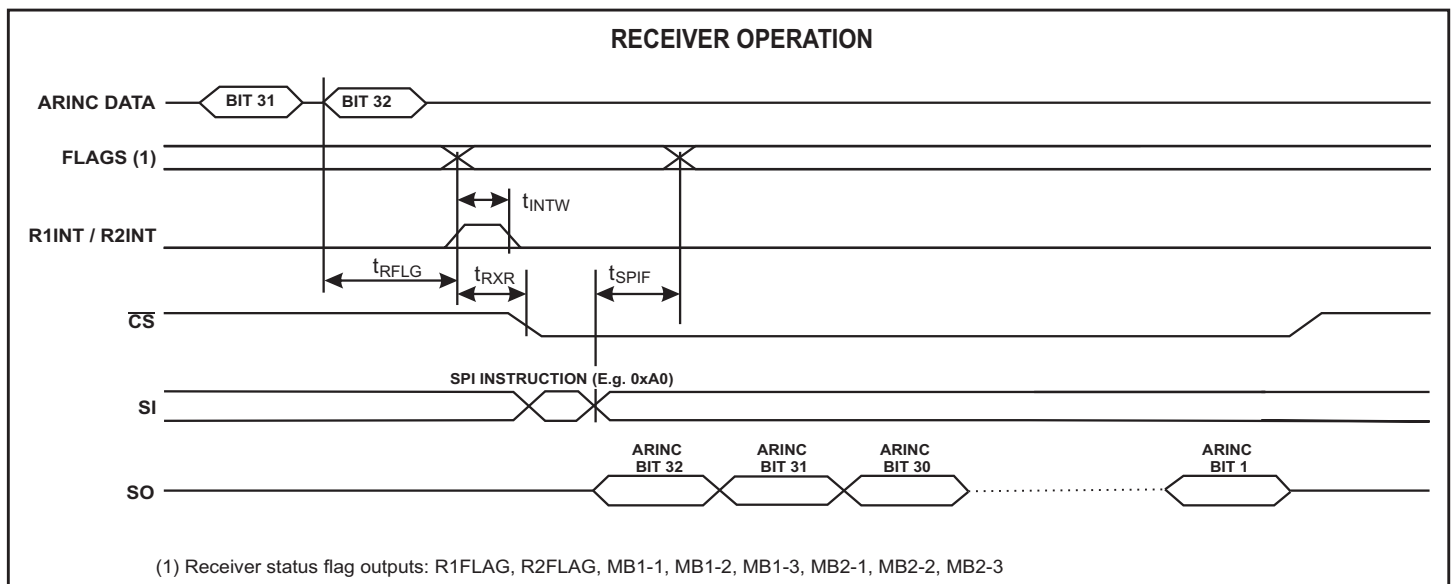 RECEIVER OPERATION
ARINC DATA
BIT 31
BIT 32
FLAGS (1)
tINTW
R1INT / R2INT
tRFLG
tRXR
tSPIF
CS
SPI INSTRUCTION (E.g. 0xA0)
SI
ARINC BIT 32
ARINC BIT 31
ARINC BIT 30
ARINC BIT 1
SO
(1) Receiver status flag outputs: R1FLAG, R2FLAG, MB1-1, MB1-2, MB1-3, MB2-1, MB2-2, MB2-3